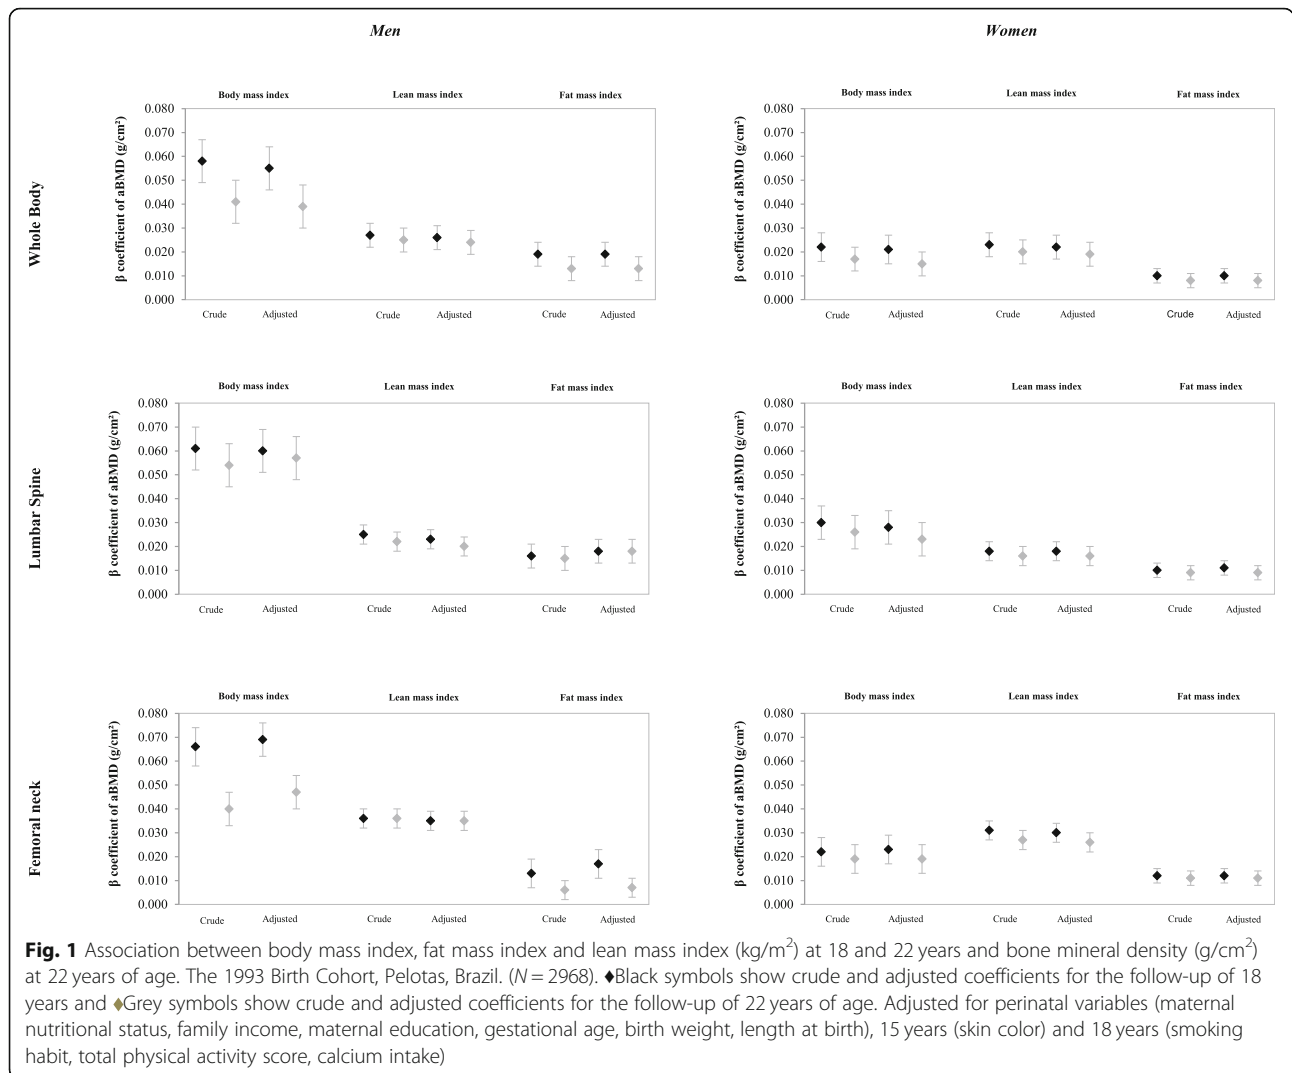 Men
Women
Whole Body
Body mass index Lean mass index Fat mass index
β coefficient of aBMD (g/cm²)
0.080
0.070
0.060
0.050
0.040
0.030
0.020
0.010
0.000
Crude Adjusted Crude Adjusted Crude Adjusted
Body mass index Lean mass index Fat mass index
β coefficient of aBMD (g/cm²)
0.080
0.070
0.060
0.050
0.040
0.030
0.020
0.010
0.000
Crude Adjusted Crude Adjusted Crude Adjusted
Lumbar Spine
Body mass index Lean mass index Fat mass index
β coefficient of aBMD (g/cm²)
0.080
0.070
0.060
0.050
0.040
0.030
0.020
0.010
0.000
Crude Adjusted Crude Adjusted Crude Adjusted
Body mass index Lean mass index Fat mass index
β coefficient of aBMD (g/cm²)
0.080
0.070
0.060
0.050
0.040
0.030
0.020
0.010
0.000
Crude Adjusted Crude Adjusted Crude Adjusted
Femoral neck
Body mass index Lean mass index Fat mass index
β coefficient of aBMD (g/cm²)
0.080
0.070
0.060
0.050
0.040
0.030
0.020
0.010
0.000
Crude Adjusted Crude Adjusted Crude Adjusted
Body mass index Lean mass index Fat mass index
β coefficient of aBMD (g/cm²)
0.080
0.070
0.060
0.050
0.040
0.030
0.020
0.010
0.000
Crude Adjusted Crude Adjusted Crude Adjusted
Fig. 1 Association between body mass index, fat mass index and lean mass index (kg/m²) at 18 and 22 years and bone mineral density (g/cm²)
at 22 years of age. The 1993 Birth Cohort, Pelotas, Brazil. (N = 2968). ♦Black symbols show crude and adjusted coefficients for the follow-up of 18
years and ♦Grey symbols show crude and adjusted coefficients for the follow-up of 22 years of age. Adjusted for perinatal variables (maternal
nutritional status, family income, maternal education, gestational age, birth weight, length at birth), 15 years (skin color) and 18 years (smoking
habit, total physical activity score, calcium intake)